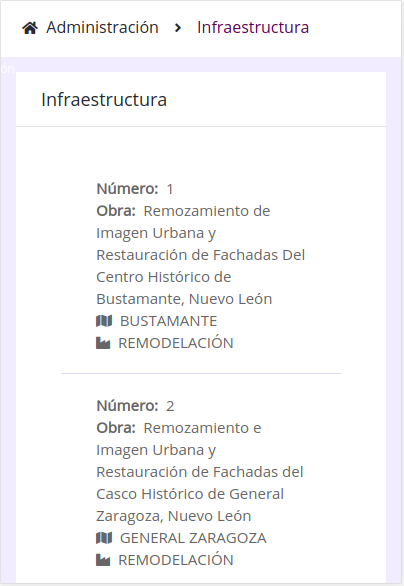 Administración > Infraestructura
ón
Infraestructura
Número: 1
Obra: Remozamiento de
Imagen Urbana y
Restauración de Fachadas Del
Centro Histórico de
Bustamante, Nuevo León
BUSTAMANTE
REMODELACIÓN
Número: 2
Obra: Remozamiento e
Imagen Urbana y
Restauración de Fachadas del
Casco Histórico de General
Zaragoza, Nuevo León
GENERAL ZARAGOZA
REMODELACIÓN